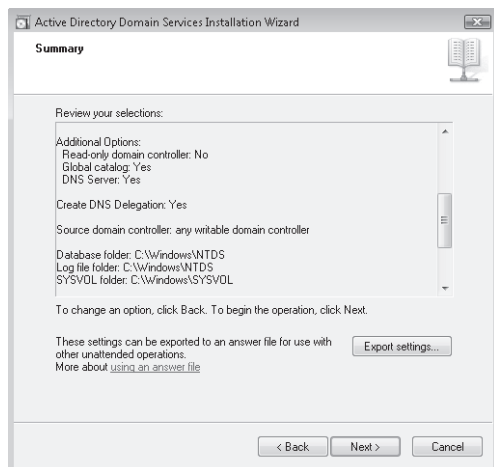 Active Directory Domain Services Installation Wizard
Summary
Review your selections:
Additional Options:
Read-only domain controller: No
Global catalog: Yes
DNS Server: Yes
Create DNS Delegation: Yes
Source domain controller: any writable domain controller
Database folder: C:\Windows\NTDS
Log file folder: C:\Windows\NTDS
SYSVOL folder: C:\Windows\SYSVOL
To change an option, click Back. To begin the operation, click Next.
These settings can be exported to an answer file for use with
other unattended operations.
More about using an answer file
Export settings...
< Back
Next >
Cancel